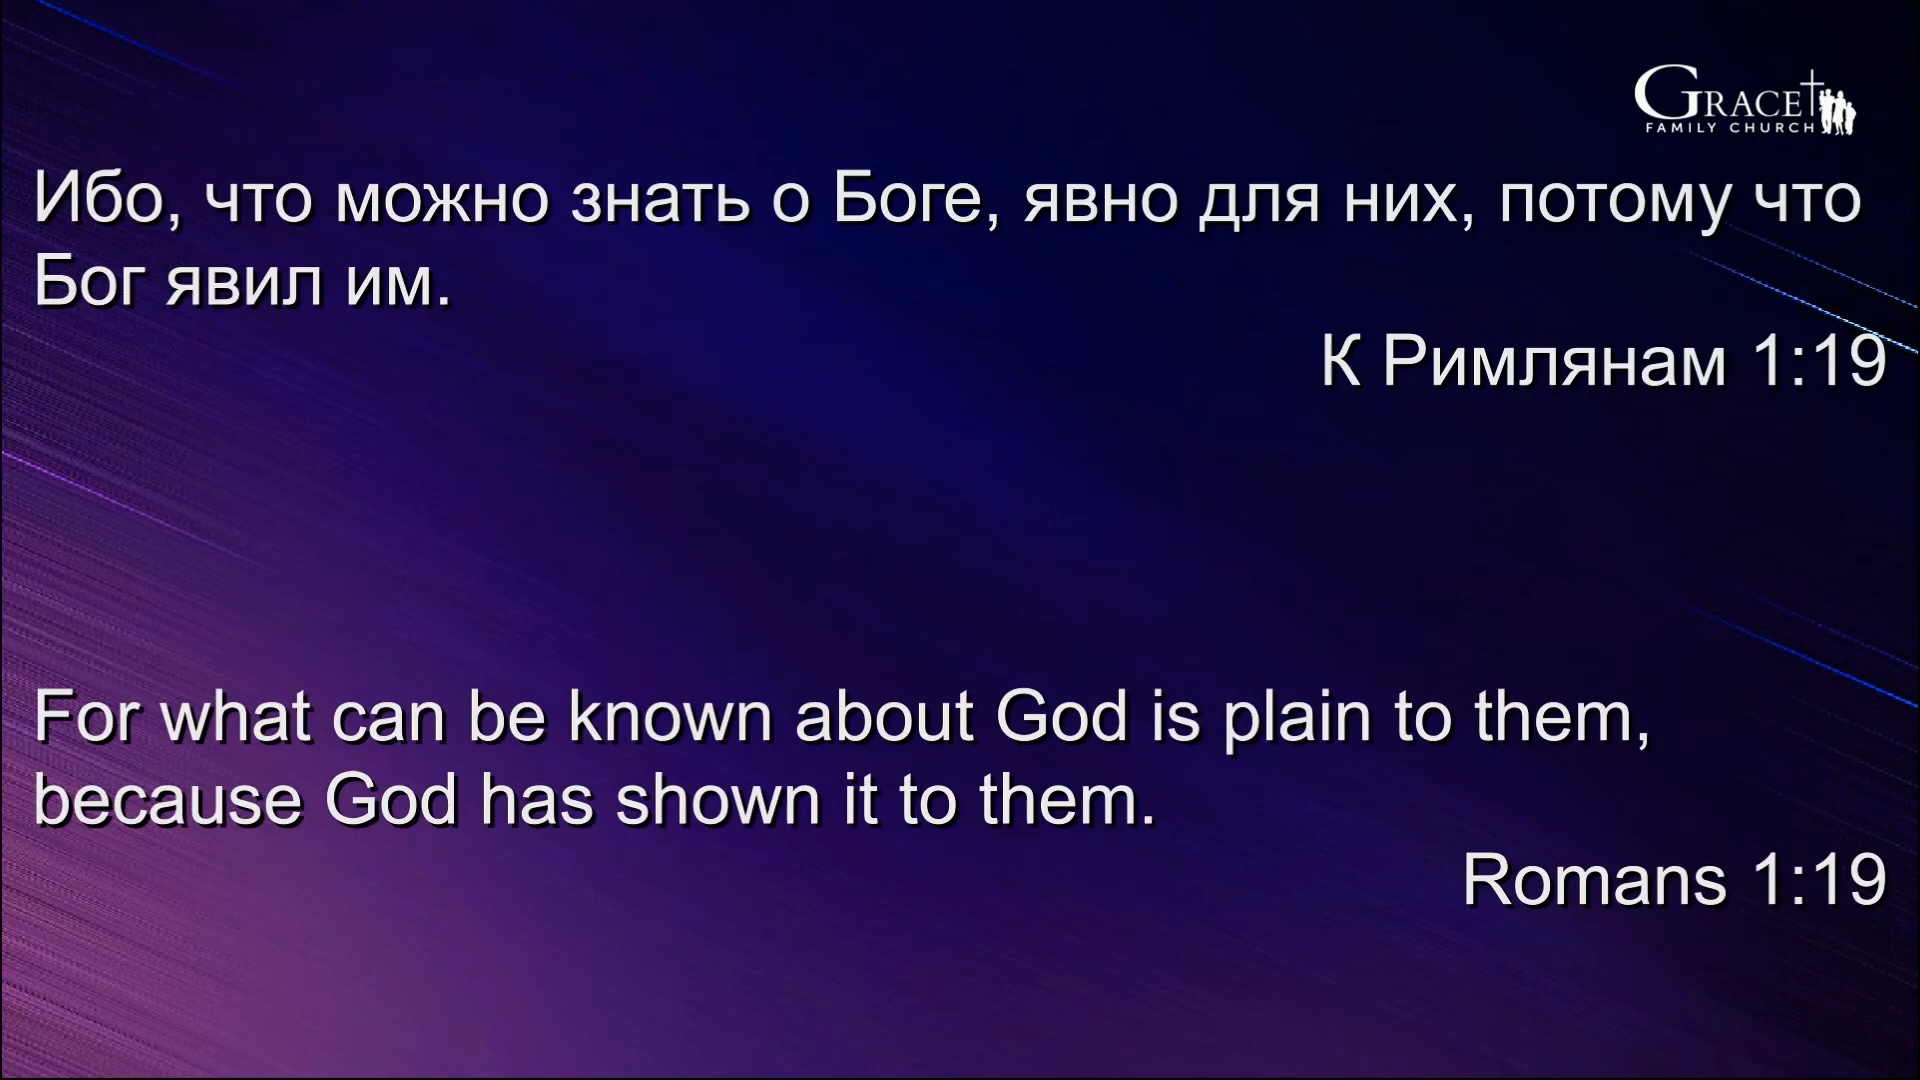 GRACE
FAMILY CHURCH
Ибо, что можно знать о Боге, явно для них, потому что
Бог явил им.
К Римлянам 1:19
For what can be known about God is plain to them,
because God has shown it to them.
Romans 1:19